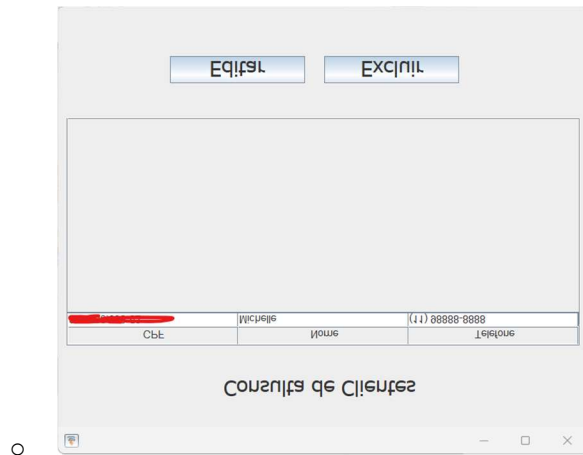 Consulta de Clientes
CPF Nome Telefone
Michelle (11) 98888-8888
Editar Excluir